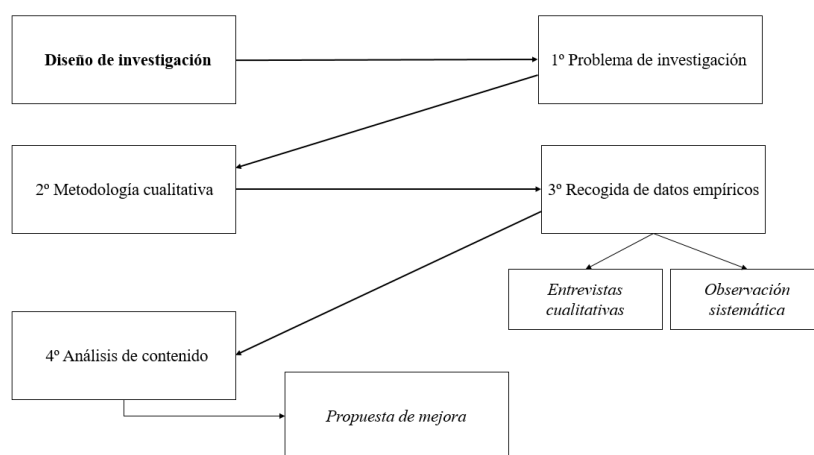 Diseño de investigación
1º Problema de investigación
2º Metodología cualitativa
3º Recogida de datos empíricos
Entrevistas
cualitativas
Observación
sistemática
4º Análisis de contenido
Propuesta de mejora